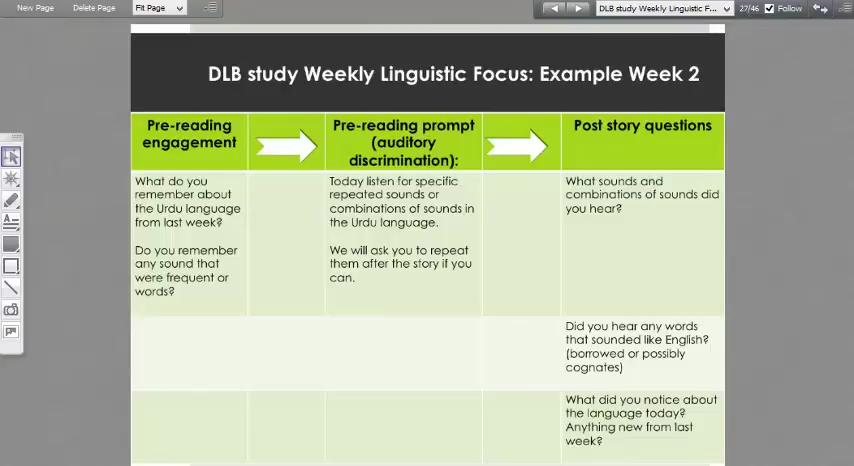 New Page Delete Page Fit Page DLB study Weekly Linguistic F... 27/46 Follow
DLB study Weekly Linguistic Focus: Example Week 2
Pre-reading
engagement
Pre-reading prompt
(auditory
discrimination):
Post story questions
What do you
remember about
the Urdu language
from last week?
Do you remember
any sound that
were frequent or
words?
Today listen for specific
repeated sounds or
combinations of sounds in
the Urdu language.
We will ask you to repeat
them after the story if you
can.
What sounds and
combinations of sounds did
you hear?
Did you hear any words
that sounded like English?
(borrowed or possibly
cognates)
What did you notice about
the language today?
Anything new from last
week?